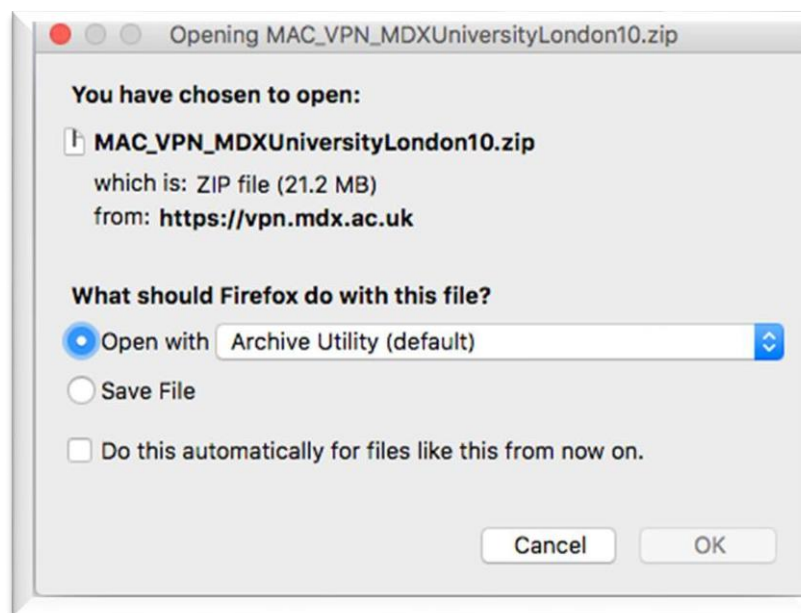 Opening MAC_VPN_MDXUniversityLondon10.zip
You have chosen to open:
MAC_VPN_MDXUniversityLondon10.zip
which is: ZIP file (21.2 MB)
from: https://vpn.mdx.ac.uk
What should Firefox do with this file?
Open with Archive Utility (default)
Save File
Do this automatically for files like this from now on.
Cancel OK